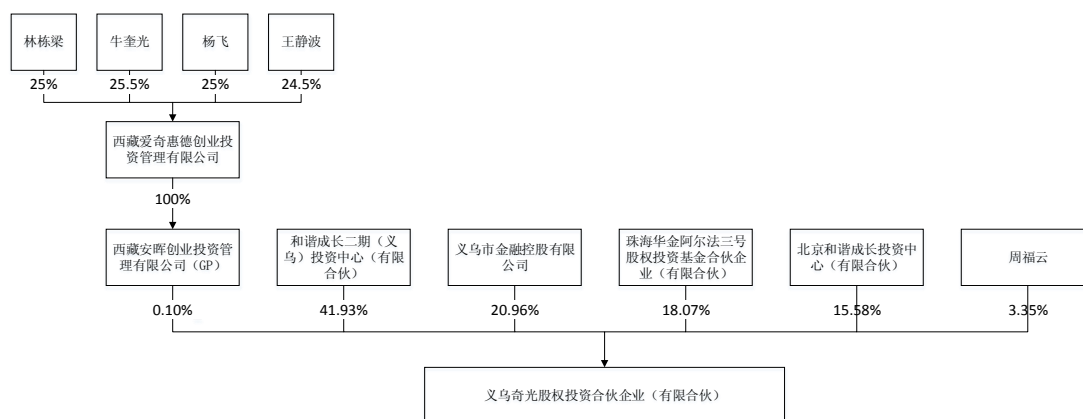 林栋梁
牛奎光
杨飞
王静波
25%
25.5%
25%
24.5%
西藏爱奇惠德创业投
资管理有限公司
100%
西藏安晖创业投资管
理有限公司（GP）
和谐成长二期（义
乌）投资中心（有限
合伙）
义乌市金融控股有限
公司
珠海华金阿尔法三号
股权投资基金合伙企
业（有限合伙）
北京和谐成长投资中
心（有限合伙）
周福云
0.10%
41.93%
20.96%
18.07%
15.58%
3.35%
义乌奇光股权投资合伙企业（有限合伙）